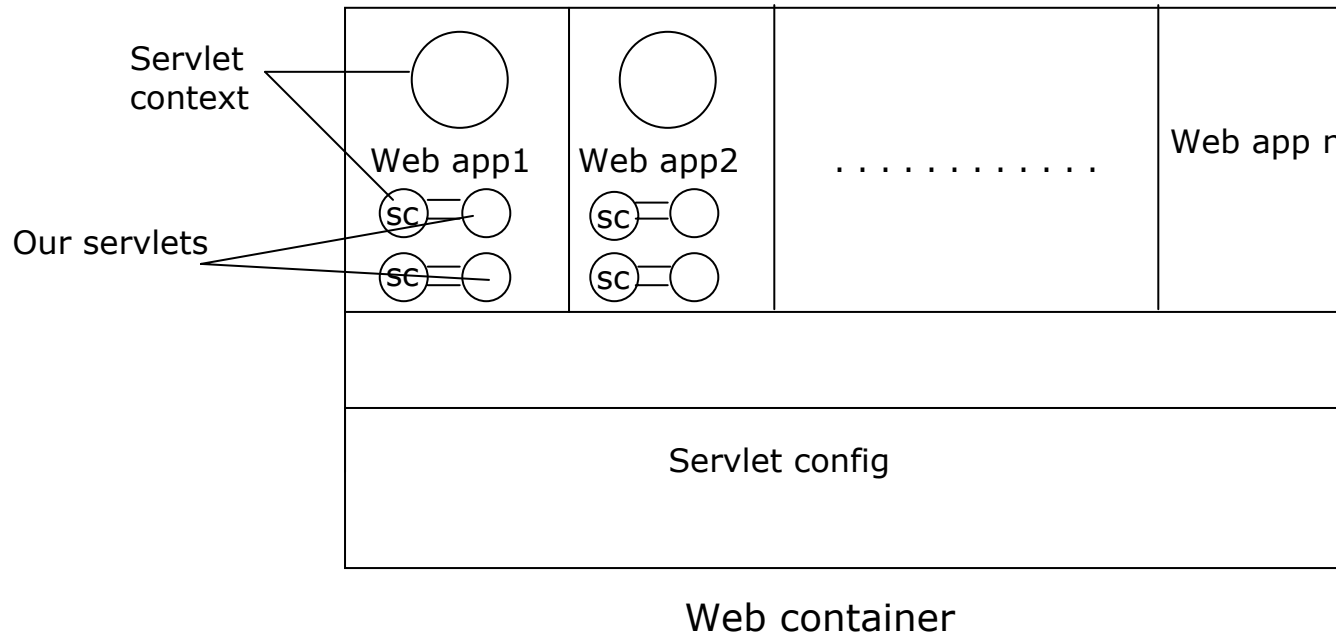 Servlet
context
Web app1
Web app2
. . . . . . . . . . . .
Web app n
sc
sc
Our servlets
sc
sc
Servlet config
Web container